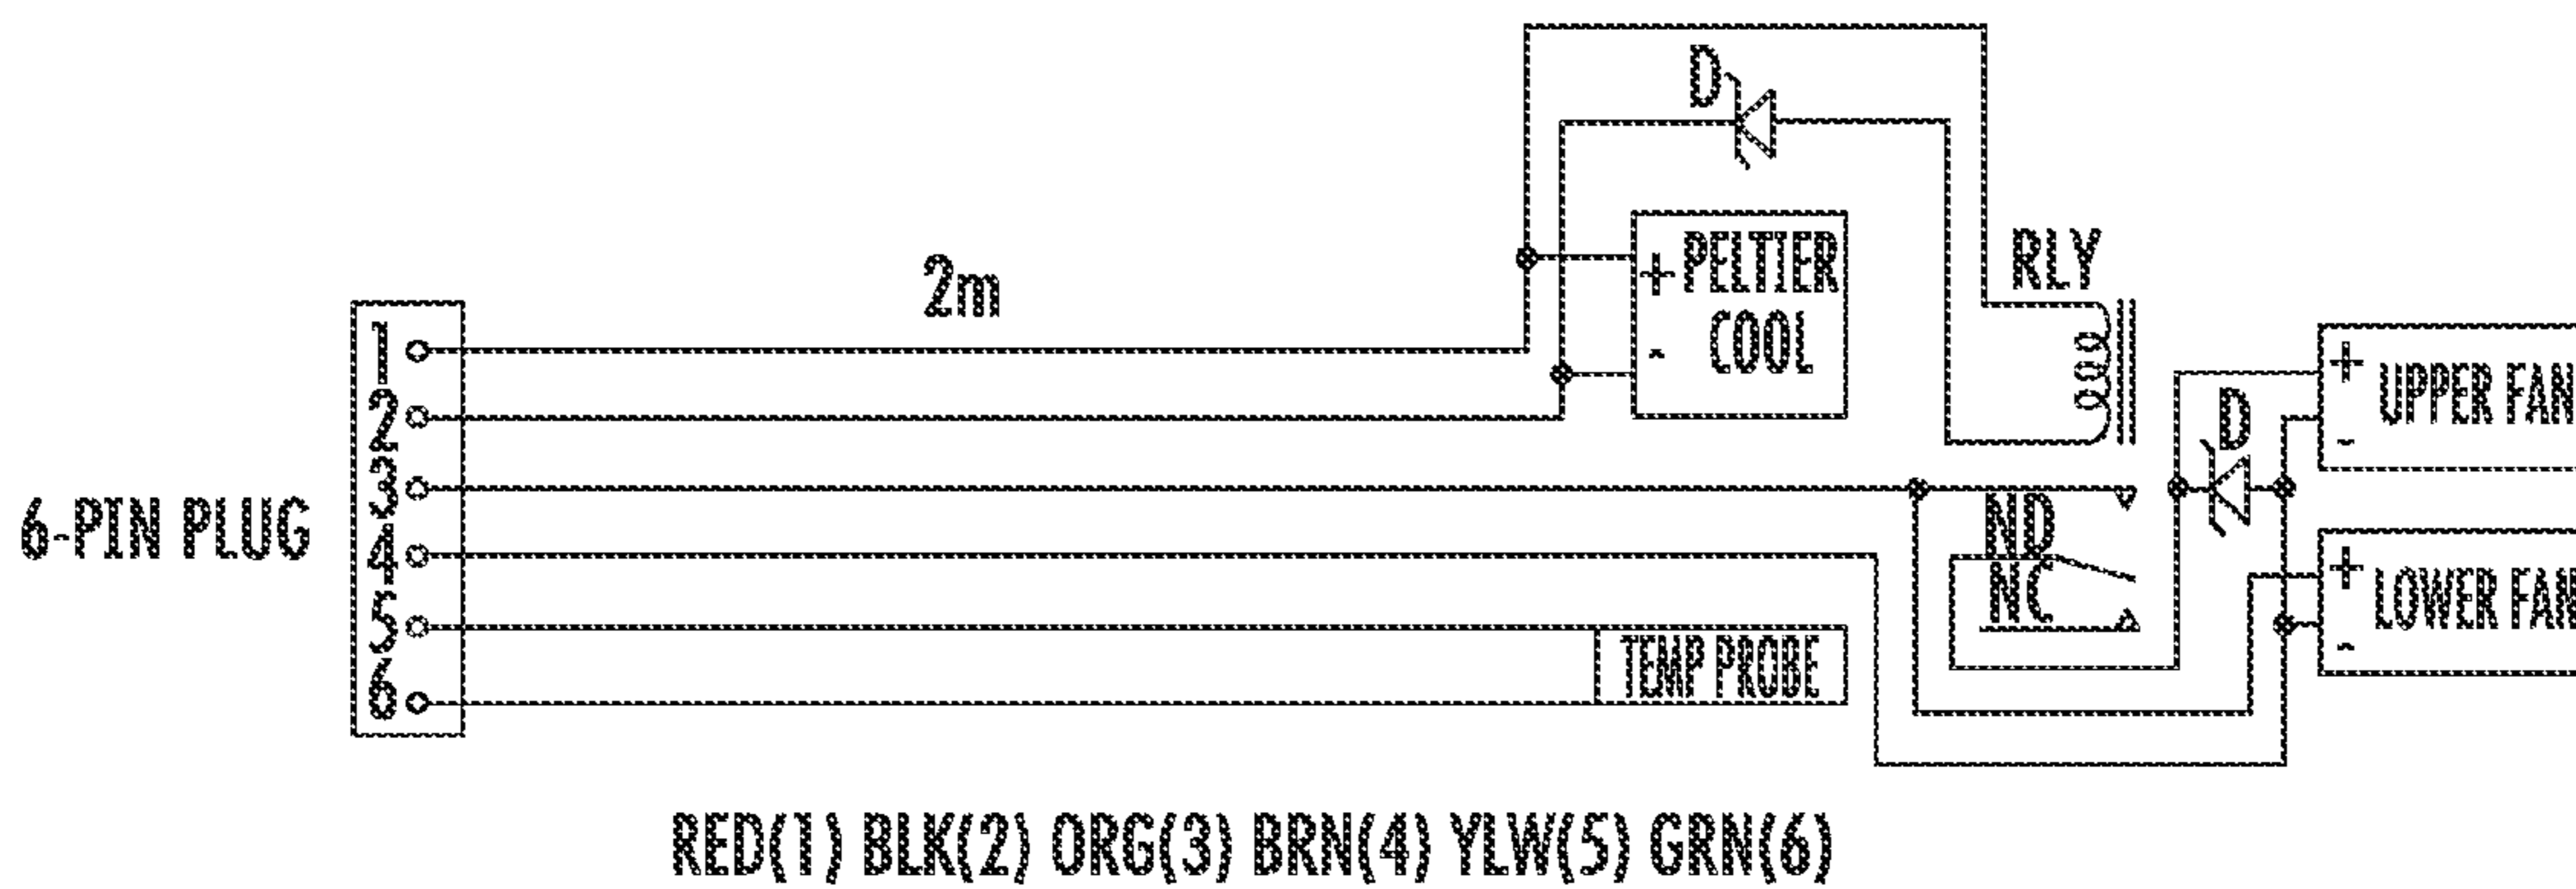 D
2m
+ PELTIER
- COOL
RLY
1
2
3
4
5
6
6-PIN PLUG
+
UPPER FAN
-
D
ND
NC
+
LOWER FAN
-
TEMP PROBE
RED(1) BLK(2) ORG(3) BRN(4) YLW(5) GRN(6)